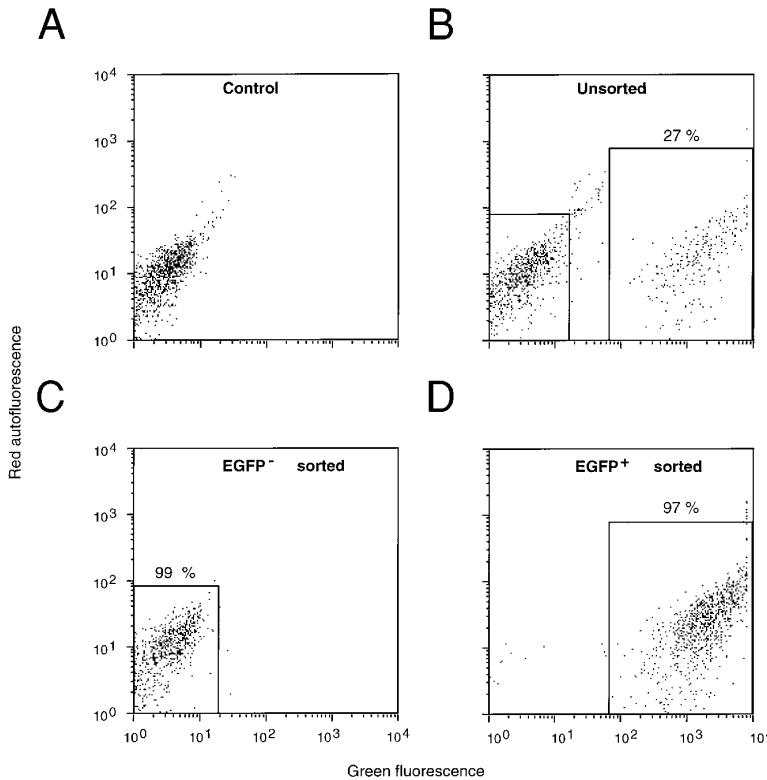 A
B
Control
Unsorted
27 %
10⁴
10³
10²
10¹
10⁰
Red autofluorescence
C
D
EGFP⁻ sorted
EGFP⁺ sorted
99 %
97 %
10⁴
10³
10²
10¹
10⁰
10⁰ 10¹ 10² 10³ 10⁴
10⁰ 10¹ 10² 10³
Green fluorescence